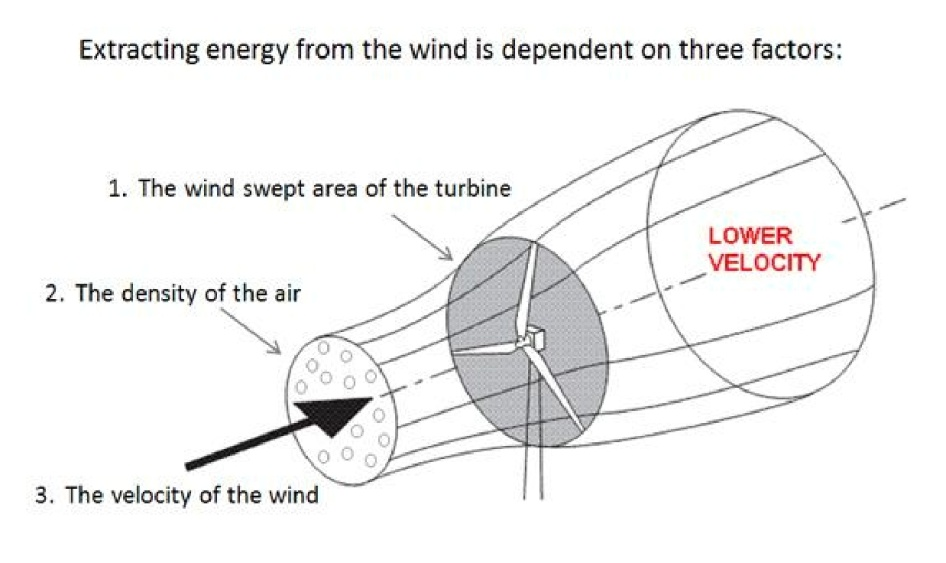 Extracting energy from the wind is dependent on three factors:
1. The wind swept area of the turbine
LOWER
VELOCITY
2. The density of the air
3. The velocity of the wind